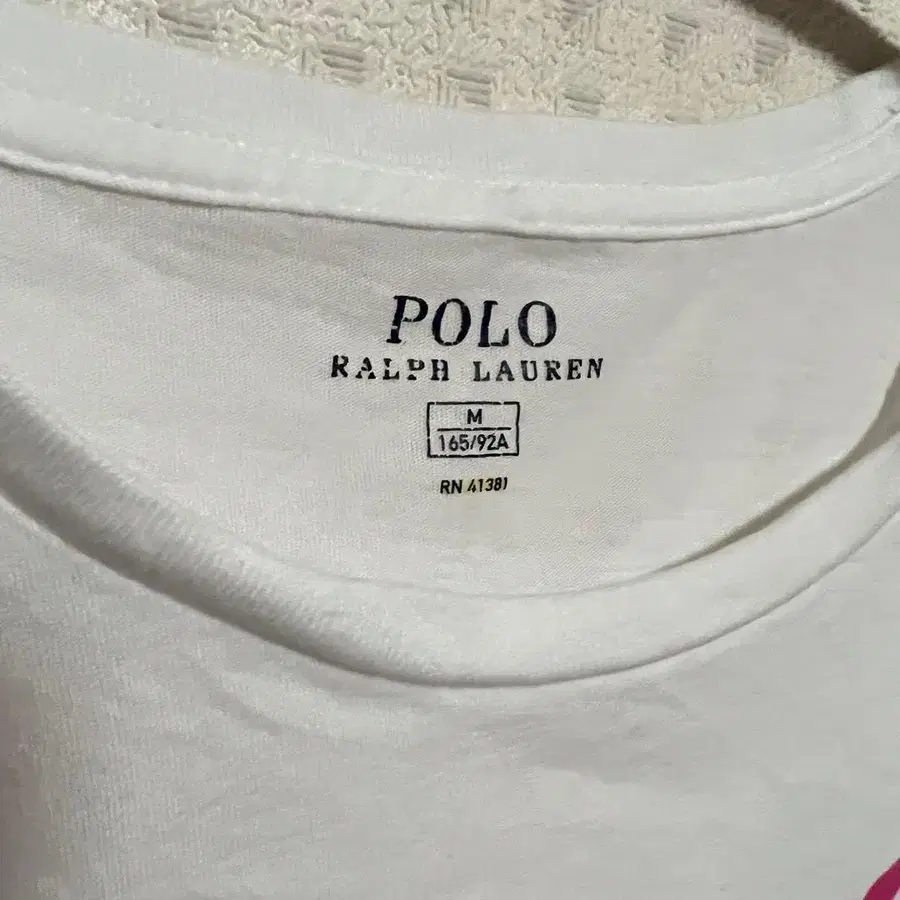 POLO
RALPH LAUREN
M
165/92A
RN 41381